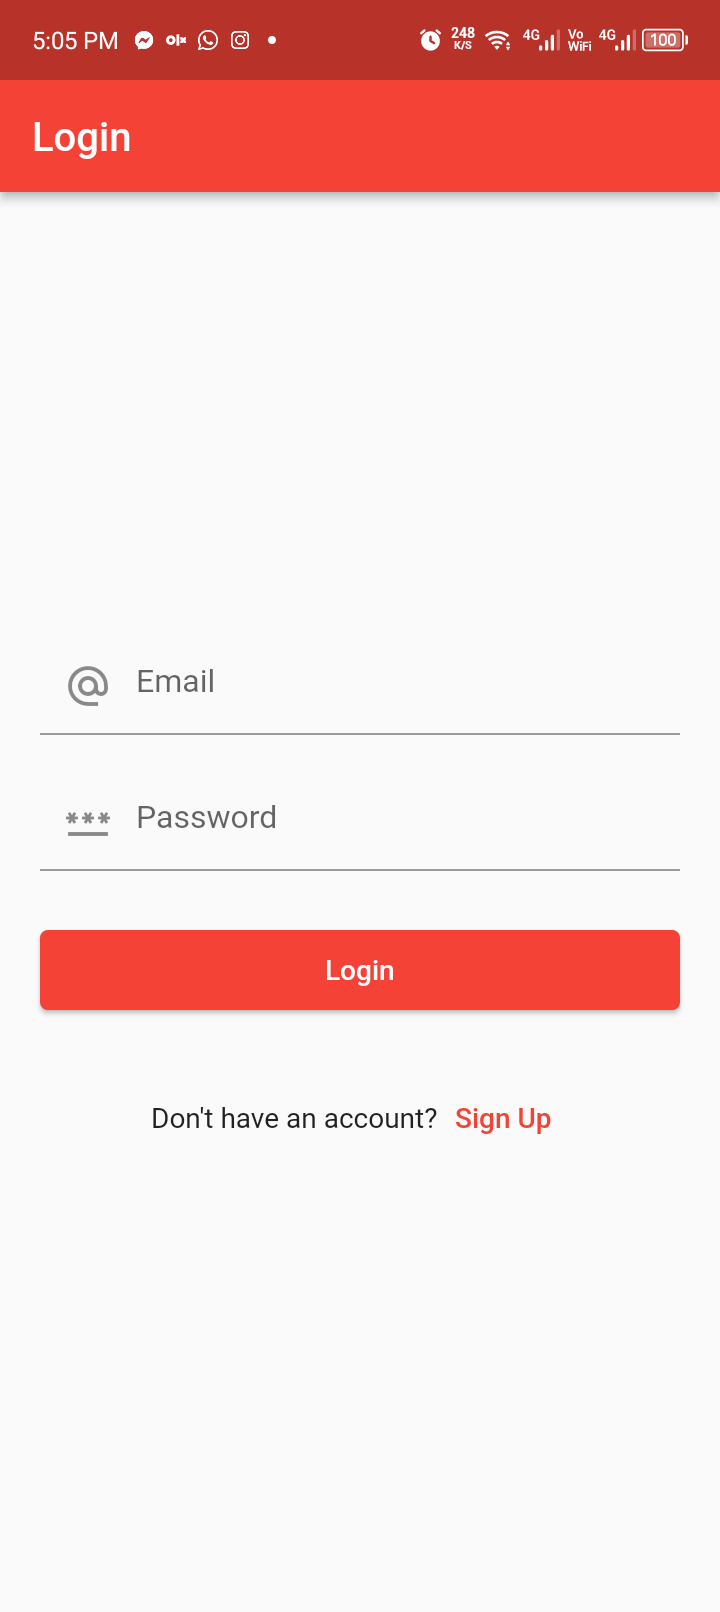 5:05 PM olx 248 K/S 4G Vo WiFi 4G 100
Login
Email
Password
Login
Don't have an account? Sign Up